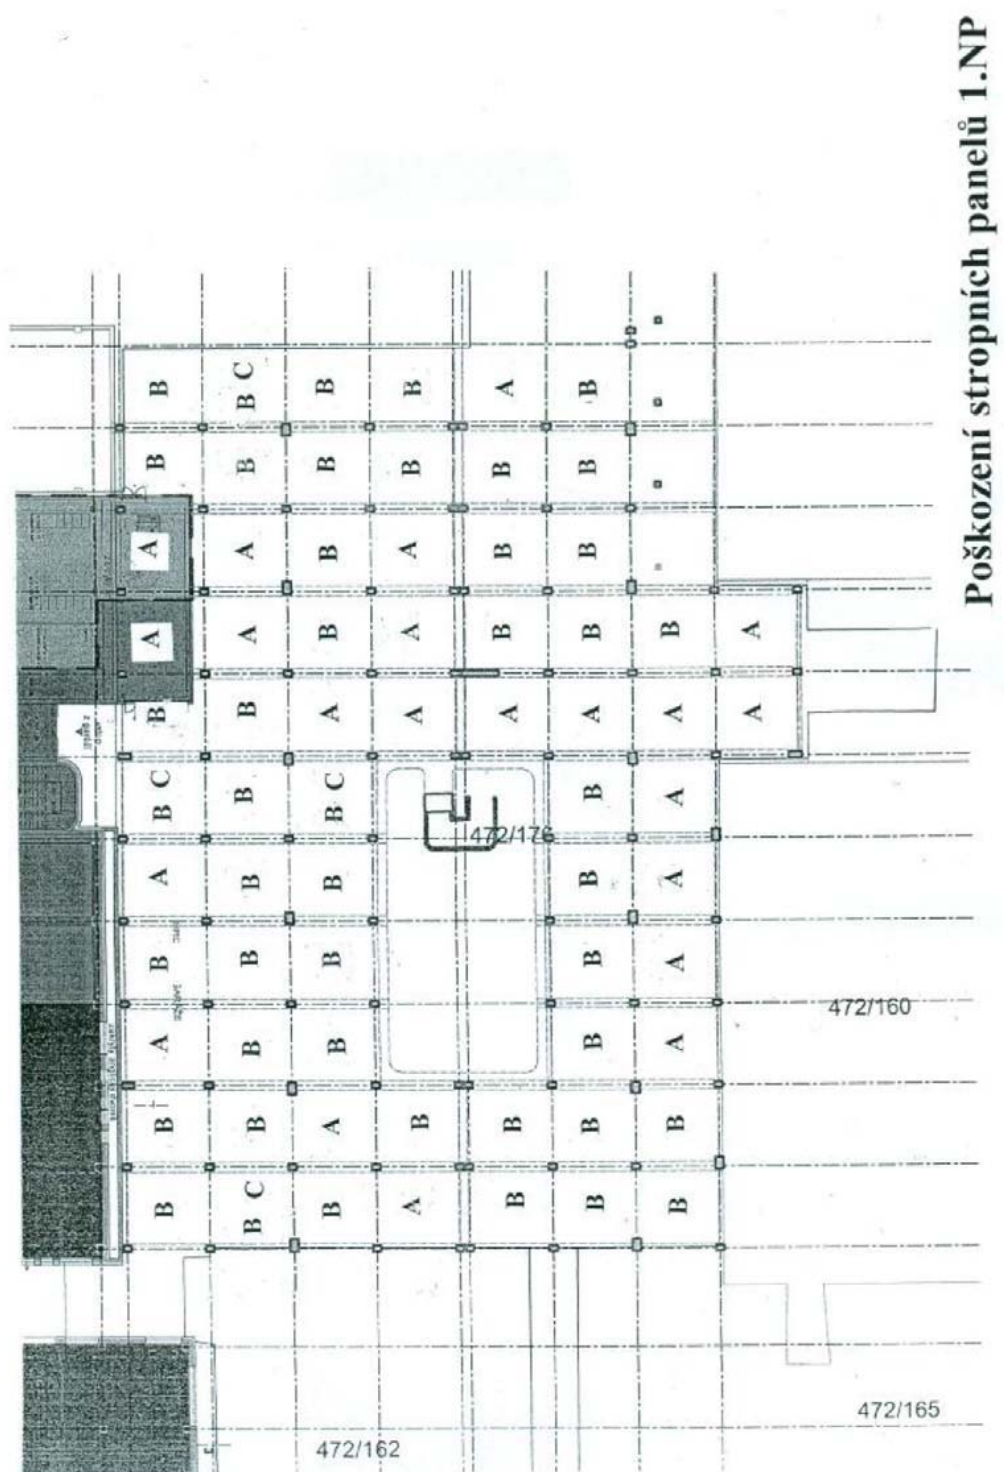 Poškození stropních panelů 1.NP
B B A A B B C A B A B B
B C B A A B B B B B B B C
B B B B A B C B B B A B
B B A A A B A
A B B B A B B
B B B B A B B B B B B
B A A A A A B B
A A
472/176
472/160
472/165
472/162